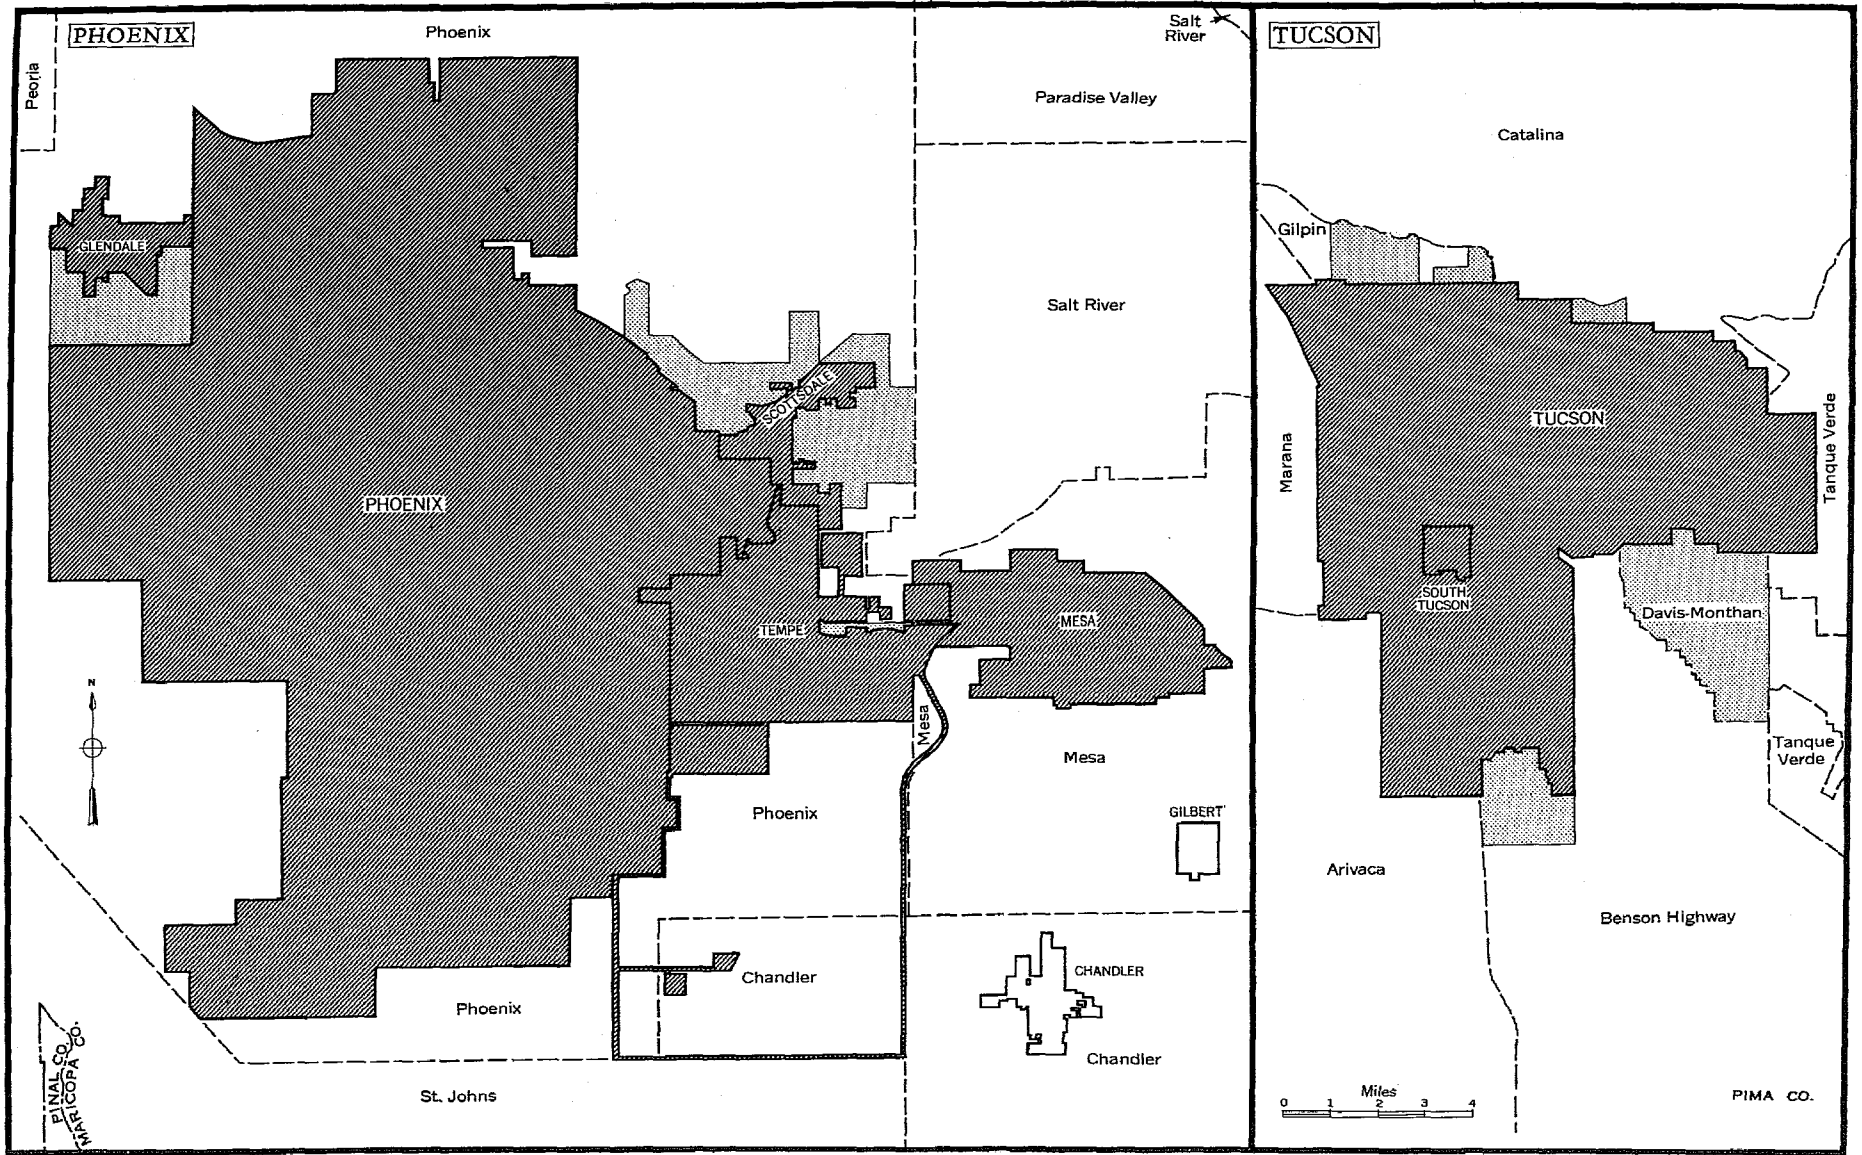 PHOENIX
Phoenix
Salt
River
Peoria
Paradise Valley
GLENDALE
Salt River
SCOTTSDALE
PHOENIX
TEMPE
MESA
N
Mesa
Mesa
Phoenix
GILBERT
Chandler
CHANDLER
Phoenix
Chandler
PINAL CO.
MARICOPA CO.
St. Johns
TUCSON
Catalina
Gilpin
TUCSON
Marana
Tanque Verde
SOUTH
TUCSON
Davis-Monthan
Tanque
Verde
Arivaca
Benson Highway
Miles
0 1 2 3 4
PIMA CO.